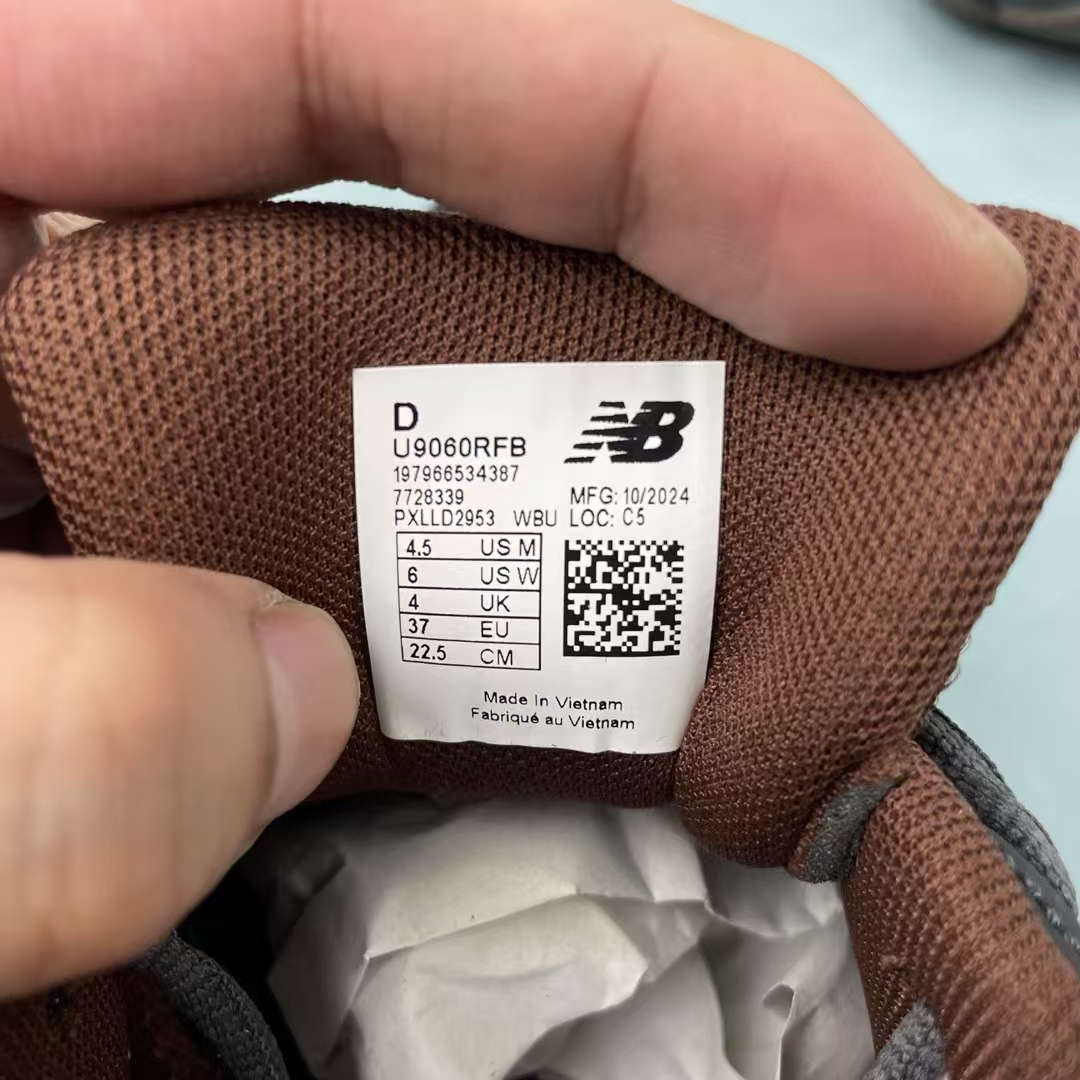 D
NB
U9060RFB
197966534387
7728339 MFG: 10/2024
PXLLD2953 WBU LOC: C5
4.5 US M
6 US W
4 UK
37 EU
22.5 CM
Made In Vietnam
Fabriqué au Vietnam